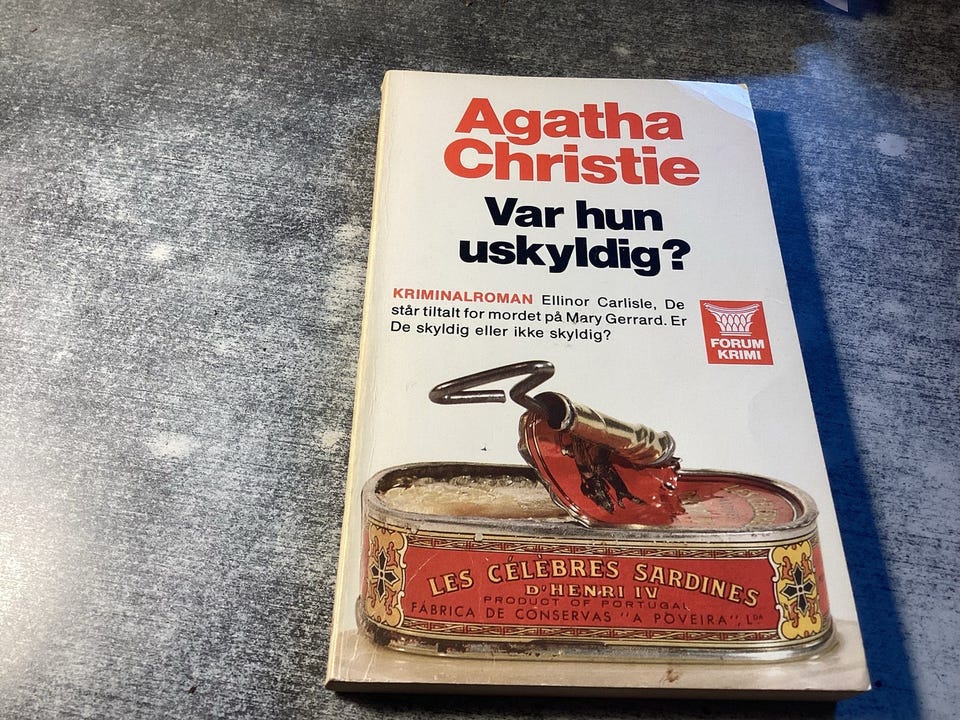 Agatha
Christie
Var hun
uskyldig?
KRIMINALROMAN Ellinor Carlisle, De
står tiltalt for mordet på Mary Gerrard. Er
De skyldig eller ikke skyldig?
FORUM
KRIMI
LES CÉLÈBRES SARDINES
D'HENRI IV
PRODUCT OF PORTUGAL
FÁBRICA DE CONSERVAS "A POVEIRA", LDA